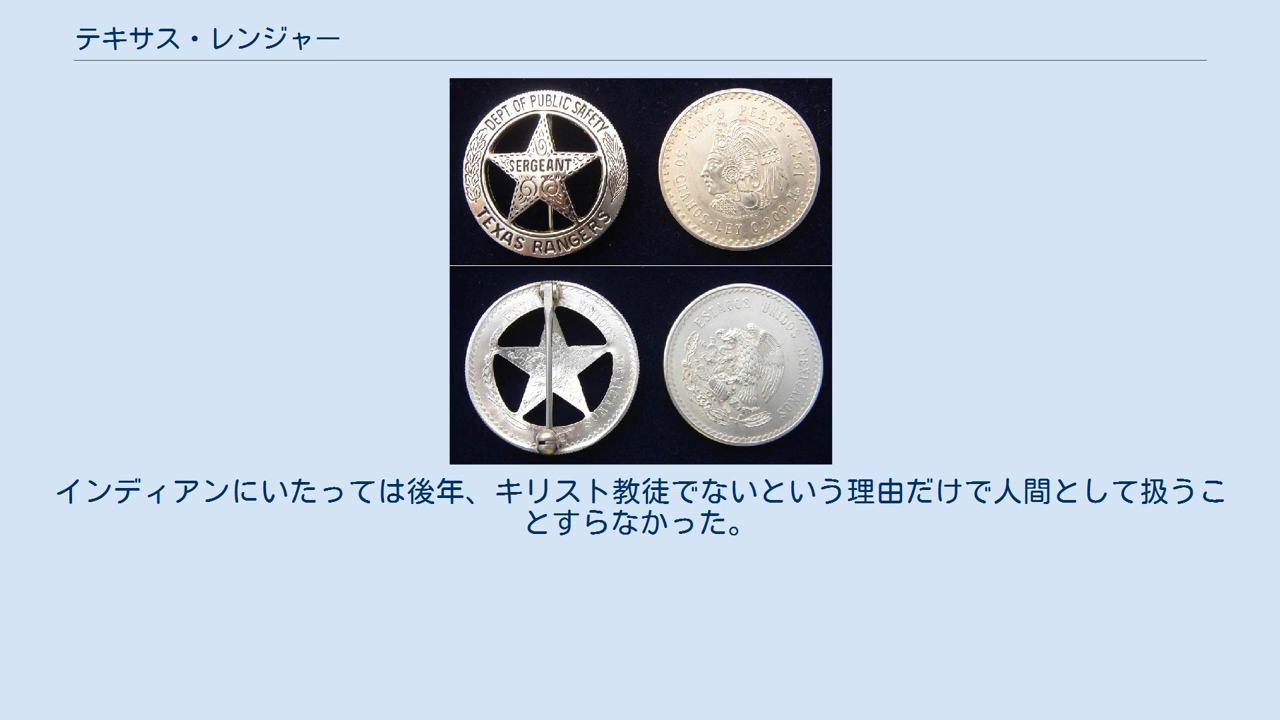 テキサス・レンジャー
DEPT OF PUBLIC SAFETY
SERGEANT
TEXAS RANGERS
CINCO PESOS
LEY 0.900
ESTADOS UNIDOS MEXICANOS
インディアンにいたっては後年、キリスト教徒でないという理由だけで人間として扱うこ
とすらなかった。